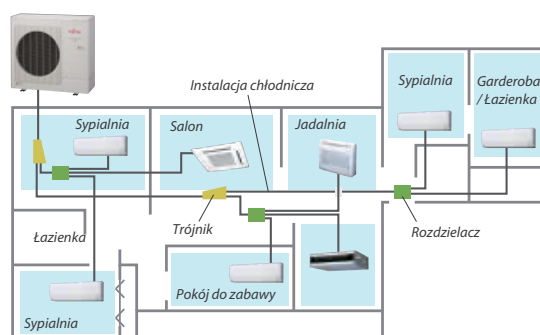 Instalacja chłodnicza
Sypialnia
Garderoba
/ Łazienka
Sypialnia
Salon
Jadalnia
Trójnik
Rozdzielacz
Łazienka
Pokój do zabawy
Sypialnia